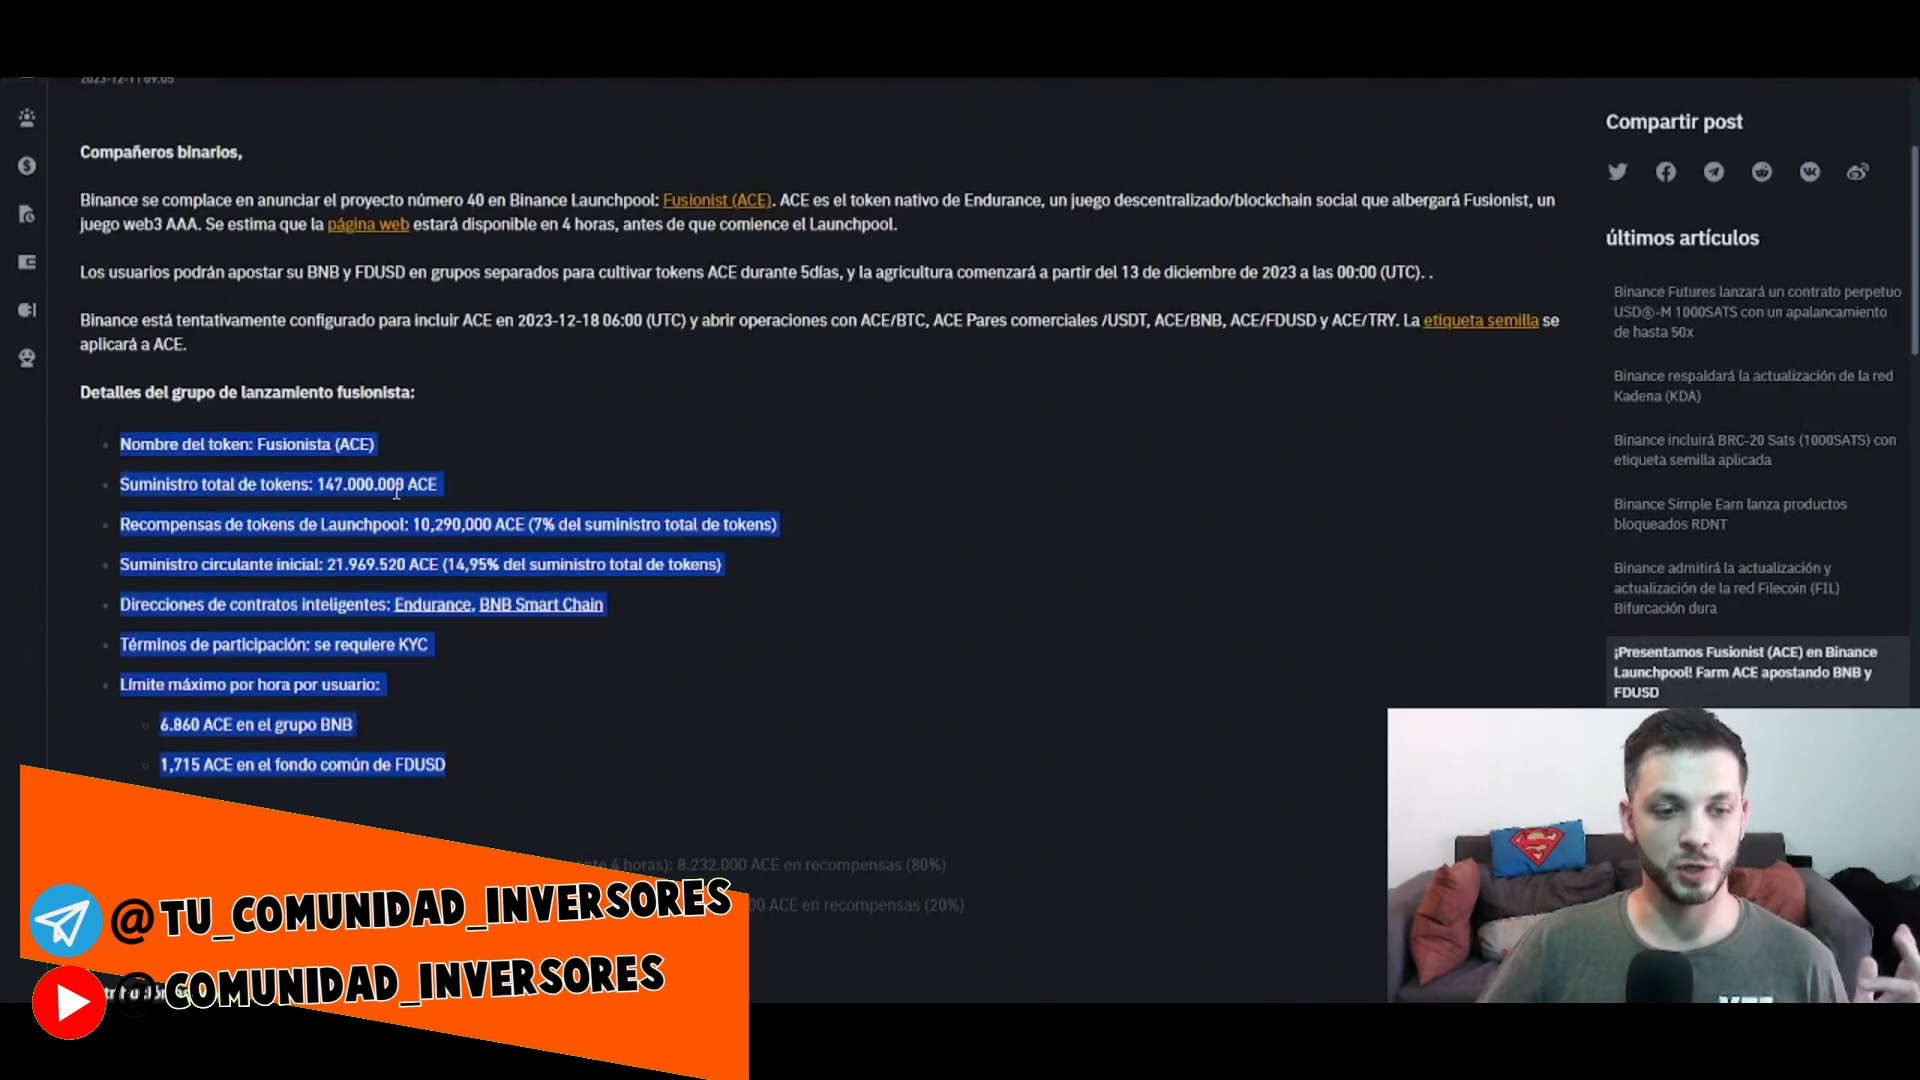 2023-12-11 09:05
Compañeros binarios,
Binance se complace en anunciar el proyecto número 40 en Binance Launchpool: Fusionist (ACE). ACE es el token nativo de Endurance, un juego descentralizado/blockchain social que albergará Fusionist, un
juego web3 AAA. Se estima que la página web estará disponible en 4 horas, antes de que comience el Launchpool.
Los usuarios podrán apostar su BNB y FDUSD en grupos separados para cultivar tokens ACE durante 5días, y la agricultura comenzará a partir del 13 de diciembre de 2023 a las 00:00 (UTC). .
Binance está tentativamente configurado para incluir ACE en 2023-12-18 06:00 (UTC) y abrir operaciones con ACE/BTC, ACE Pares comerciales /USDT, ACE/BNB, ACE/FDUSD y ACE/TRY. La etiqueta semilla se
aplicará a ACE.
Detalles del grupo de lanzamiento fusionista:
Nombre del token: Fusionista (ACE)
Suministro total de tokens: 147.000.000 ACE
Recompensas de tokens de Launchpool: 10,290,000 ACE (7% del suministro total de tokens)
Suministro circulante inicial: 21.969.520 ACE (14,95% del suministro total de tokens)
Direcciones de contratos inteligentes: Endurance, BNB Smart Chain
Términos de participación: se requiere KYC
Límite máximo por hora por usuario:
6.860 ACE en el grupo BNB
1,715 ACE en el fondo común de FDUSD
4 horas): 8.232.000 ACE en recompensas (80%)
00 ACE en recompensas (20%)
@TU_COMUNIDAD_INVERSORES
@COMUNIDAD_INVERSORES
Compartir post
últimos artículos
Binance Futures lanzará un contrato perpetuo
USD®-M 1000SATS con un apalancamiento
de hasta 50x
Binance respaldará la actualización de la red
Kadena (KDA)
Binance incluirá BRC-20 Sats (1000SATS) con
etiqueta semilla aplicada
Binance Simple Earn lanza productos
bloqueados RDNT
Binance admitirá la actualización y
actualización de la red Filecoin (FIL)
Bifurcación dura
¡Presentamos Fusionist (ACE) en Binance
Launchpool! Farm ACE apostando BNB y
FDUSD